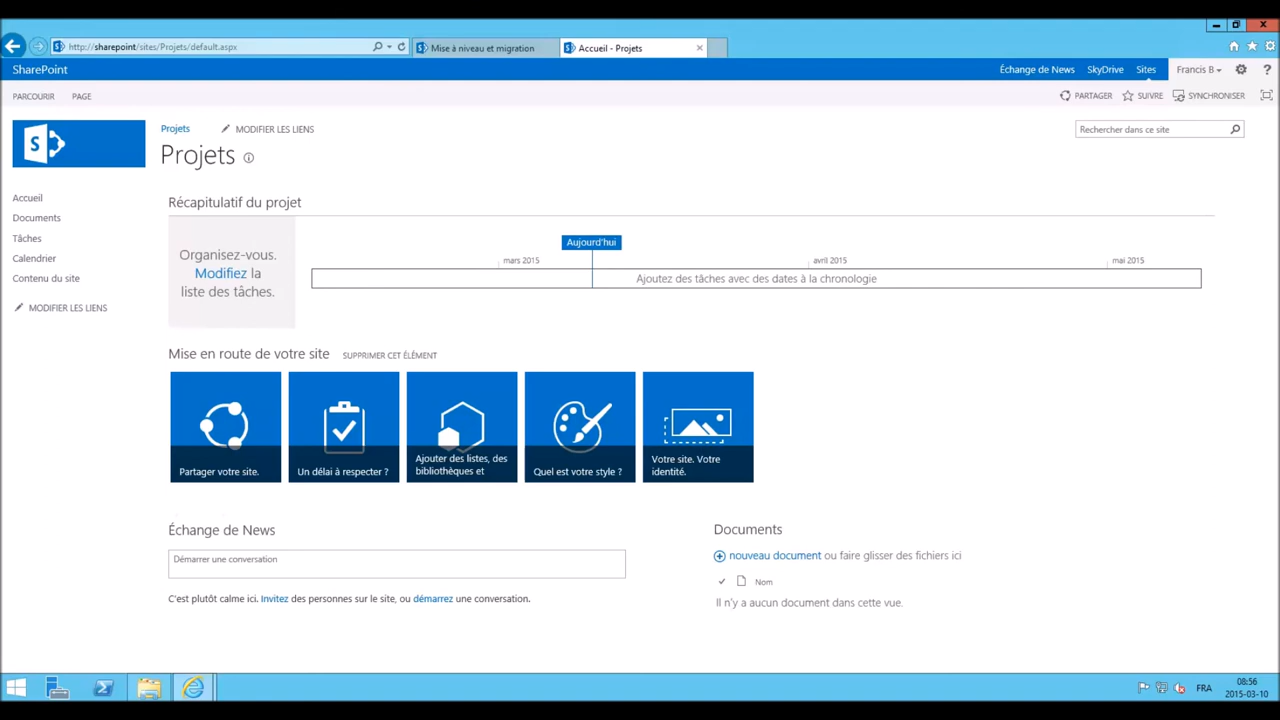 http://sharepoint/sites/Projets/default.aspx
Mise à niveau et migration
Accueil - Projets
SharePoint
Échange de News
SkyDrive
Sites
Francis B
?
PARCOURIR
PAGE
PARTAGER
SUIVRE
SYNCHRONISER
S
Projets
MODIFIER LES LIENS
Projets
Rechercher dans ce site
Accueil
Documents
Tâches
Calendrier
Contenu du site
MODIFIER LES LIENS
Récapitulatif du projet
Organisez-vous.
Modifiez la
liste des tâches.
Aujourd'hui
mars 2015
avril 2015
mai 2015
Ajoutez des tâches avec des dates à la chronologie
Mise en route de votre site
SUPPRIMER CET ÉLÉMENT
Partager votre site.
Un délai à respecter ?
Ajouter des listes, des
bibliothèques et
Quel est votre style ?
Votre site. Votre
identité.
Échange de News
Démarrer une conversation
C'est plutôt calme ici. Invitez des personnes sur le site, ou démarrez une conversation.
Documents
nouveau document ou faire glisser des fichiers ici
Nom
Il n'y a aucun document dans cette vue.
FRA
08:56
2015-03-10